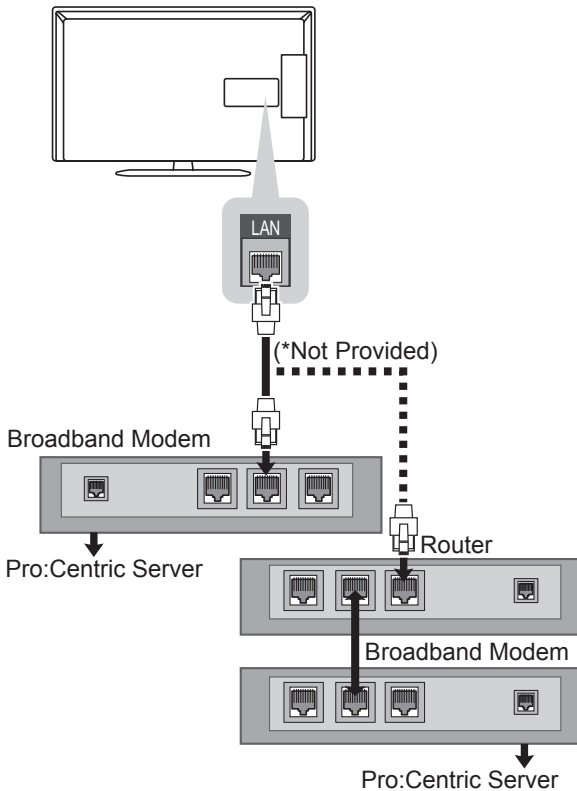 LAN
(*Not Provided)
Broadband Modem
Pro:Centric Server
Router
Broadband Modem
Pro:Centric Server